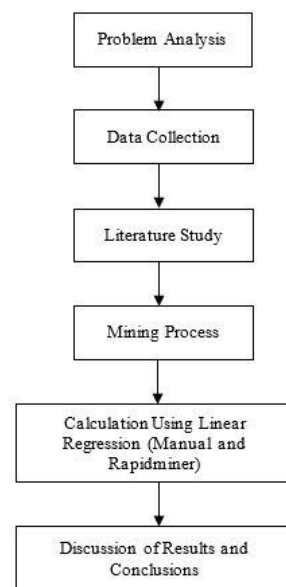 Problem Analysis
Data Collection
Literature Study
Mining Process
Calculation Using Linear
Regression (Manual and
Rapidminer)
Discussion of Results and
Conclusions